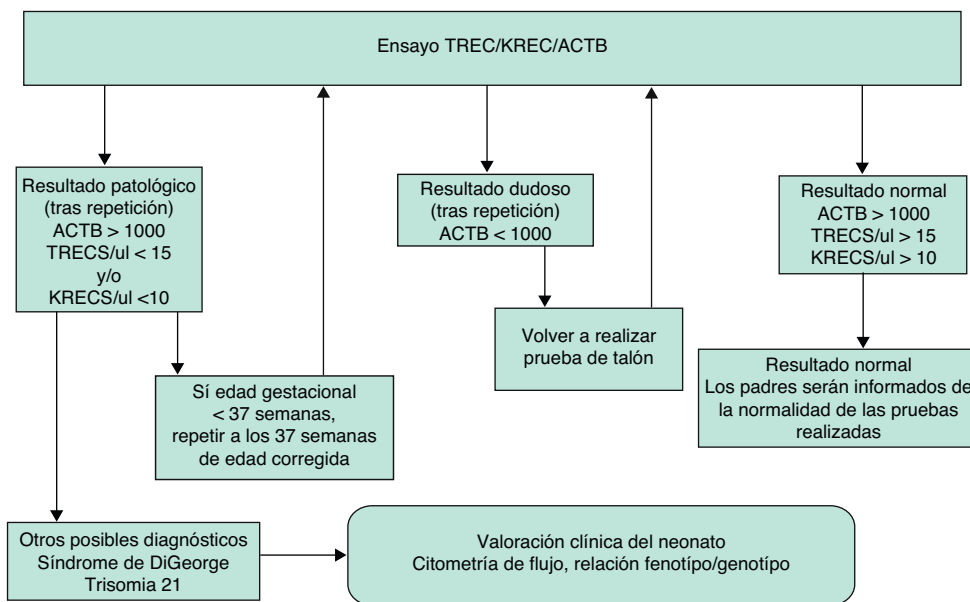 Ensayo TREC/KREC/ACTB
Resultado patológico
(tras repetición)
ACTB > 1000
TRECS/ul < 15
y/o
KRECS/ul <10
Resultado dudoso
(tras repetición)
ACTB < 1000
Resultado normal
ACTB > 1000
TRECS/ul > 15
KRECS/ul > 10
Volver a realizar
prueba de talón
Sí edad gestacional
< 37 semanas,
repetir a los 37 semanas
de edad corregida
Resultado normal
Los padres serán informados de
la normalidad de las pruebas
realizadas
Otros posibles diagnósticos
Síndrome de DiGeorge
Trisomia 21
Valoración clínica del neonato
Citometría de flujo, relación fenotípo/genotípo